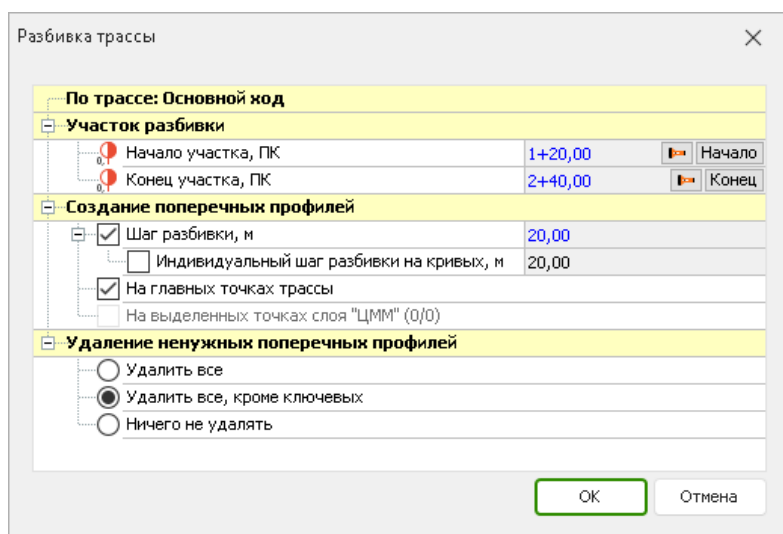 Разбивка трассы
По трассе: Основной ход
Участок разбивки
Начало участка, ПК 1+20,00 Начало
Конец участка, ПК 2+40,00 Конец
Создание поперечных профилей
Шаг разбивки, м 20,00
Индивидуальный шаг разбивки на кривых, м 20,00
На главных точках трассы
На выделенных точках слоя "ЦММ" (0/0)
Удаление ненужных поперечных профилей
Удалить все
Удалить все, кроме ключевых
Ничего не удалять
ОК Отмена